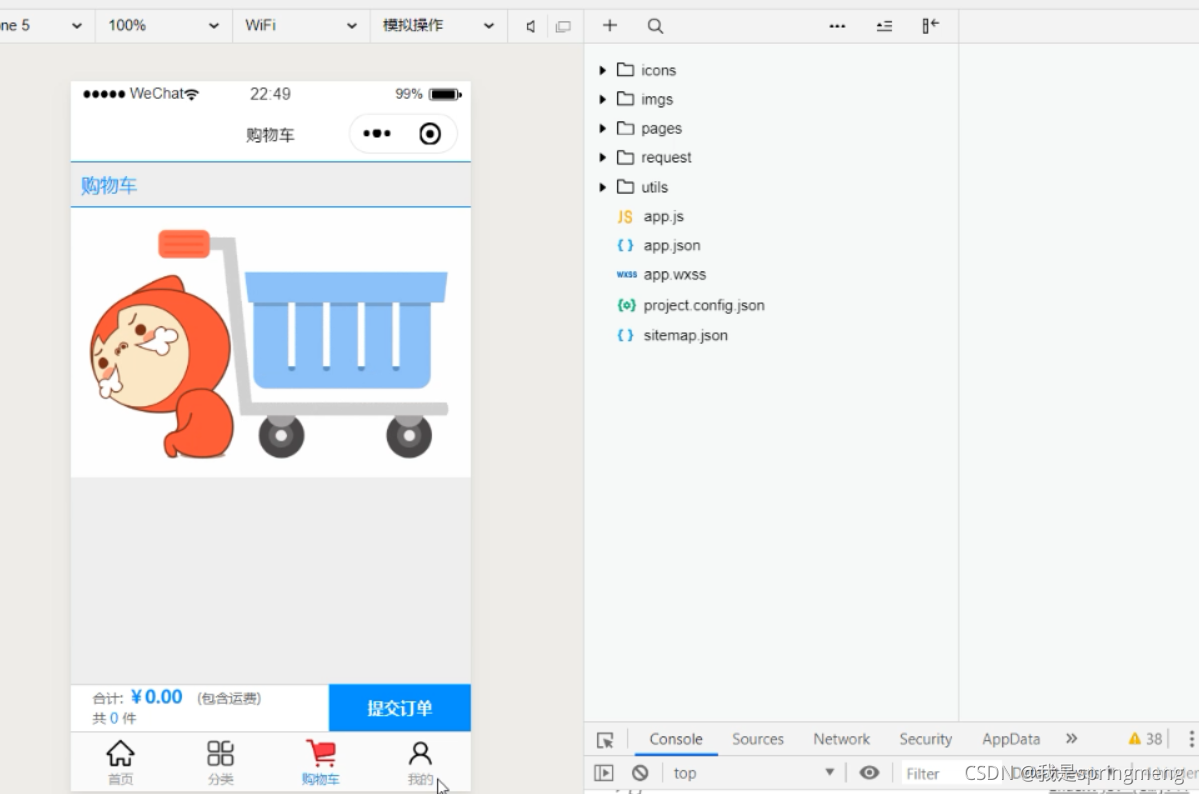 ne 5
100%
WiFi
模拟操作
WeChat
22:49
99%
购物车
购物车
合计: ¥0.00 (包含运费)
共 0 件
提交订单
首页
分类
购物车
我的
icons
imgs
pages
request
utils
JS app.js
{ } app.json
wxss app.wxss
project.config.json
{ } sitemap.json
Console
Sources
Network
Security
AppData
38
top
Filter
CSDN @我是springmeng